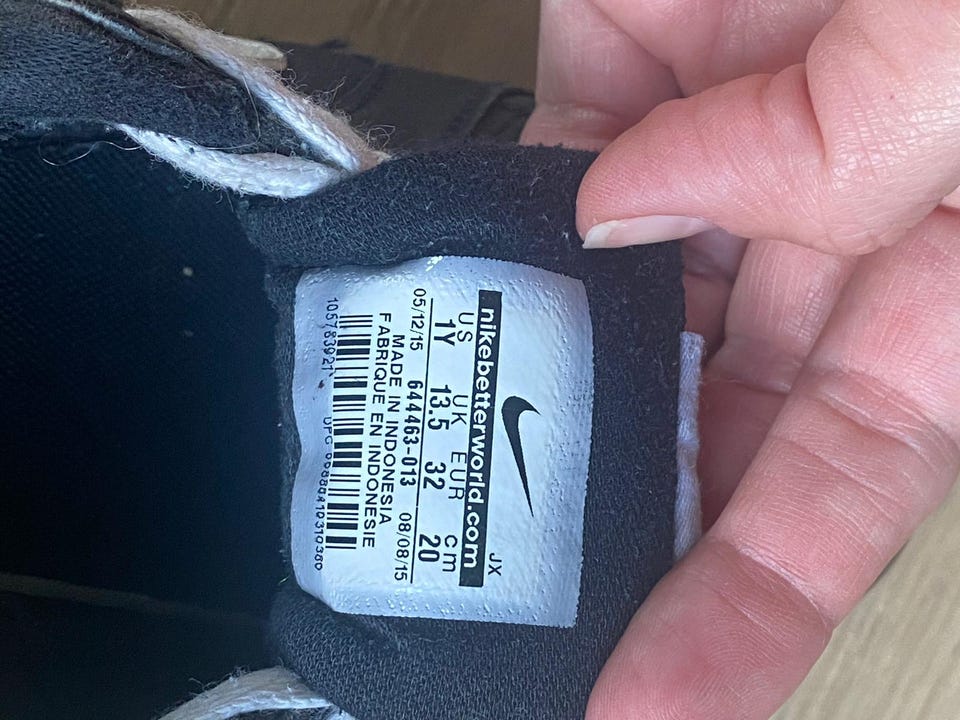 JX
nikebetterworld.com
US UK EUR cm
1Y 13.5 32 20
05/12/15 644463-013 08/08/15
MADE IN INDONESIA
FABRIQUE EN INDONESIE